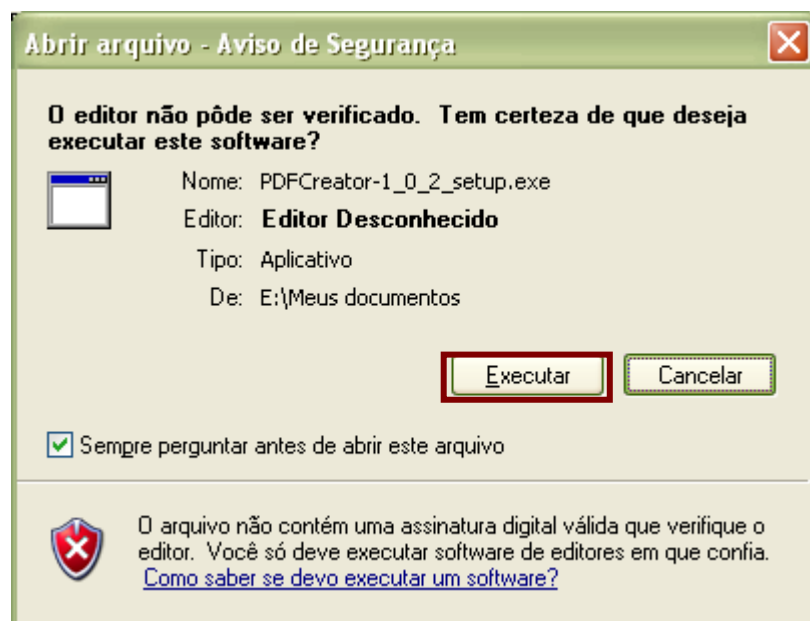 Abrir arquivo - Aviso de Segurança
O editor não pôde ser verificado. Tem certeza de que deseja
executar este software?
Nome: PDFCreator-1_0_2_setup.exe
Editor: Editor Desconhecido
Tipo: Aplicativo
De: E:\Meus documentos
Executar Cancelar
Sempre perguntar antes de abrir este arquivo
O arquivo não contém uma assinatura digital válida que verifique o
editor. Você só deve executar software de editores em que confia.
Como saber se devo executar um software?